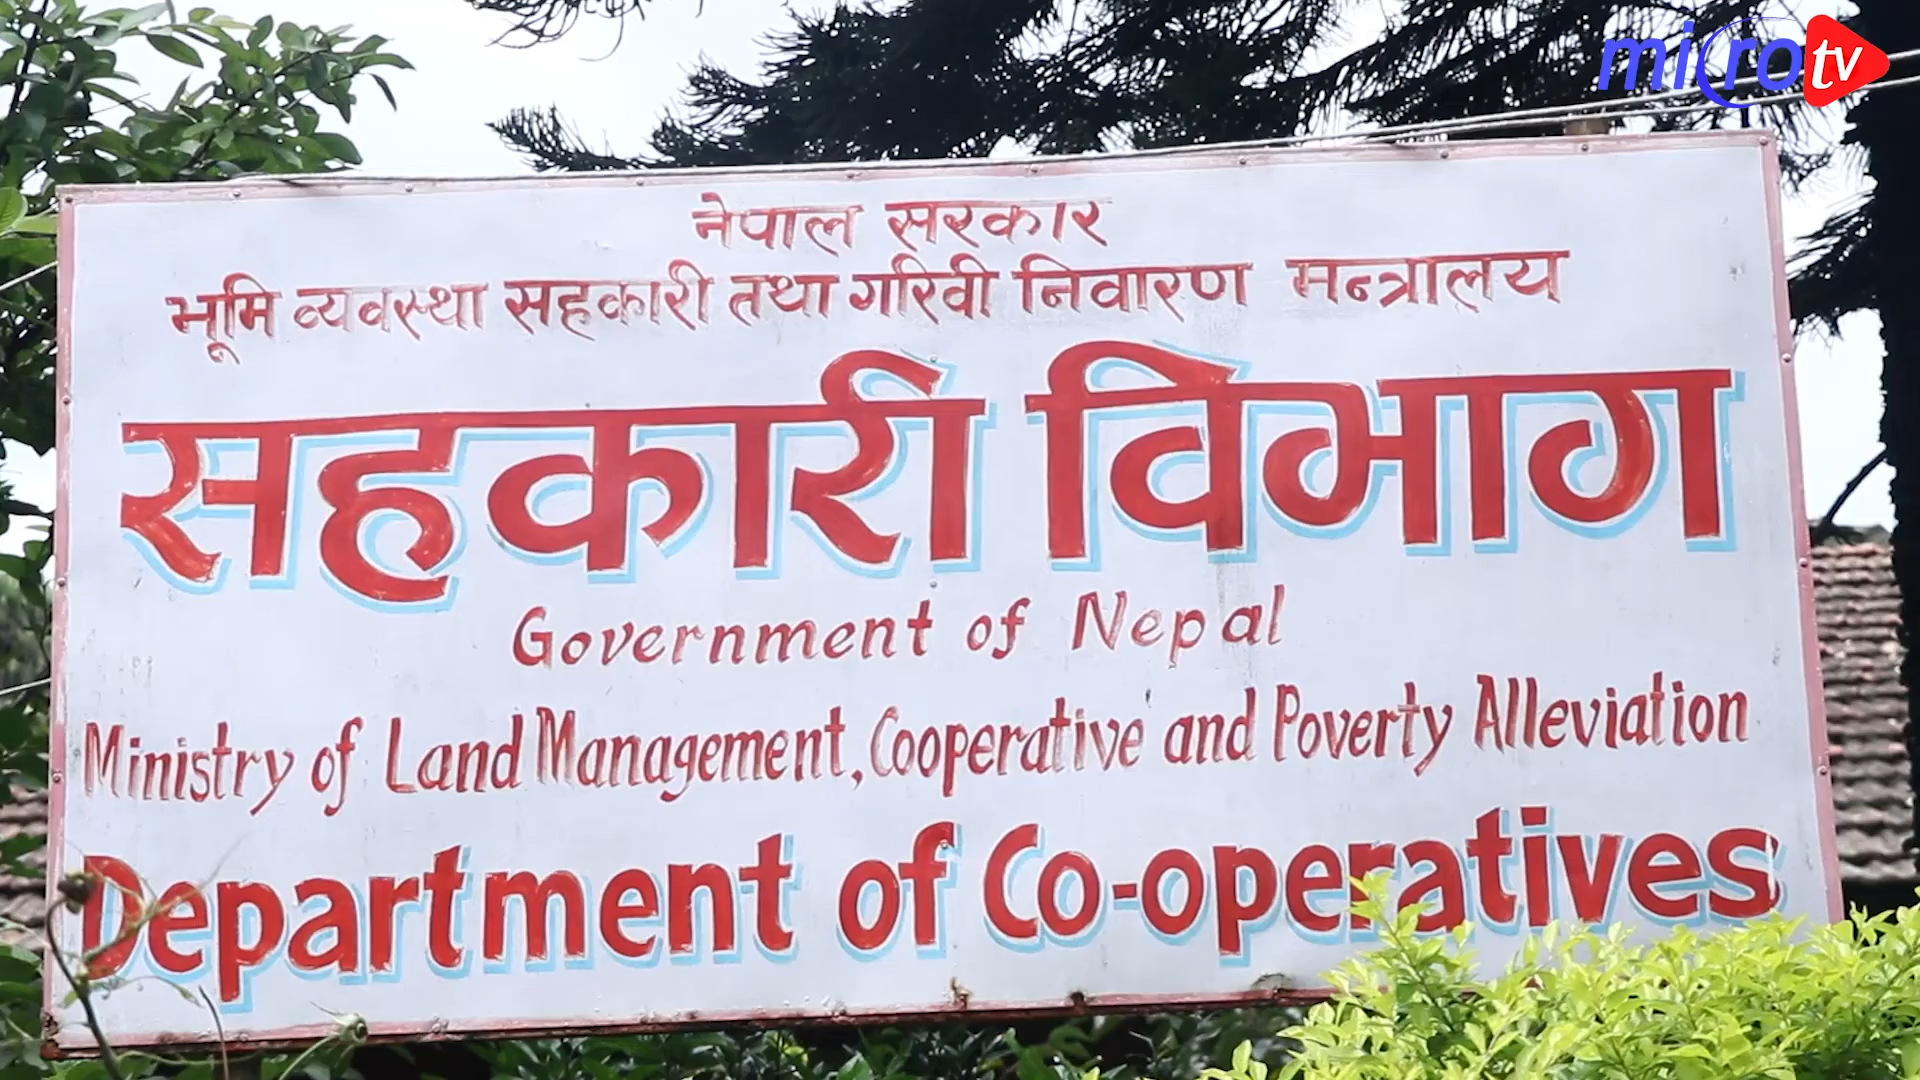 micro tv
नेपाल सरकार
भूमि व्यवस्था सहकारी तथा गरिवी निवारण मन्त्रालय
सहकारी विभाग
Government of Nepal
Ministry of Land Management, Cooperative and Poverty Alleviation
Department of Co-operatives